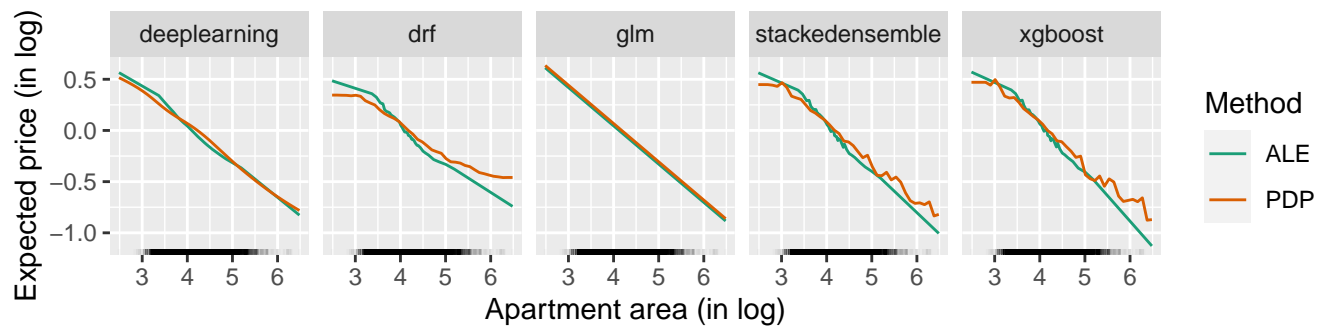 deeplearning drf glm stackedensemble xgboost
Expected price (in log)
0.5
0.0
−0.5
−1.0
3 4 5 6 3 4 5 6 3 4 5 6 3 4 5 6 3 4 5 6
Apartment area (in log)
Method
ALE
PDP